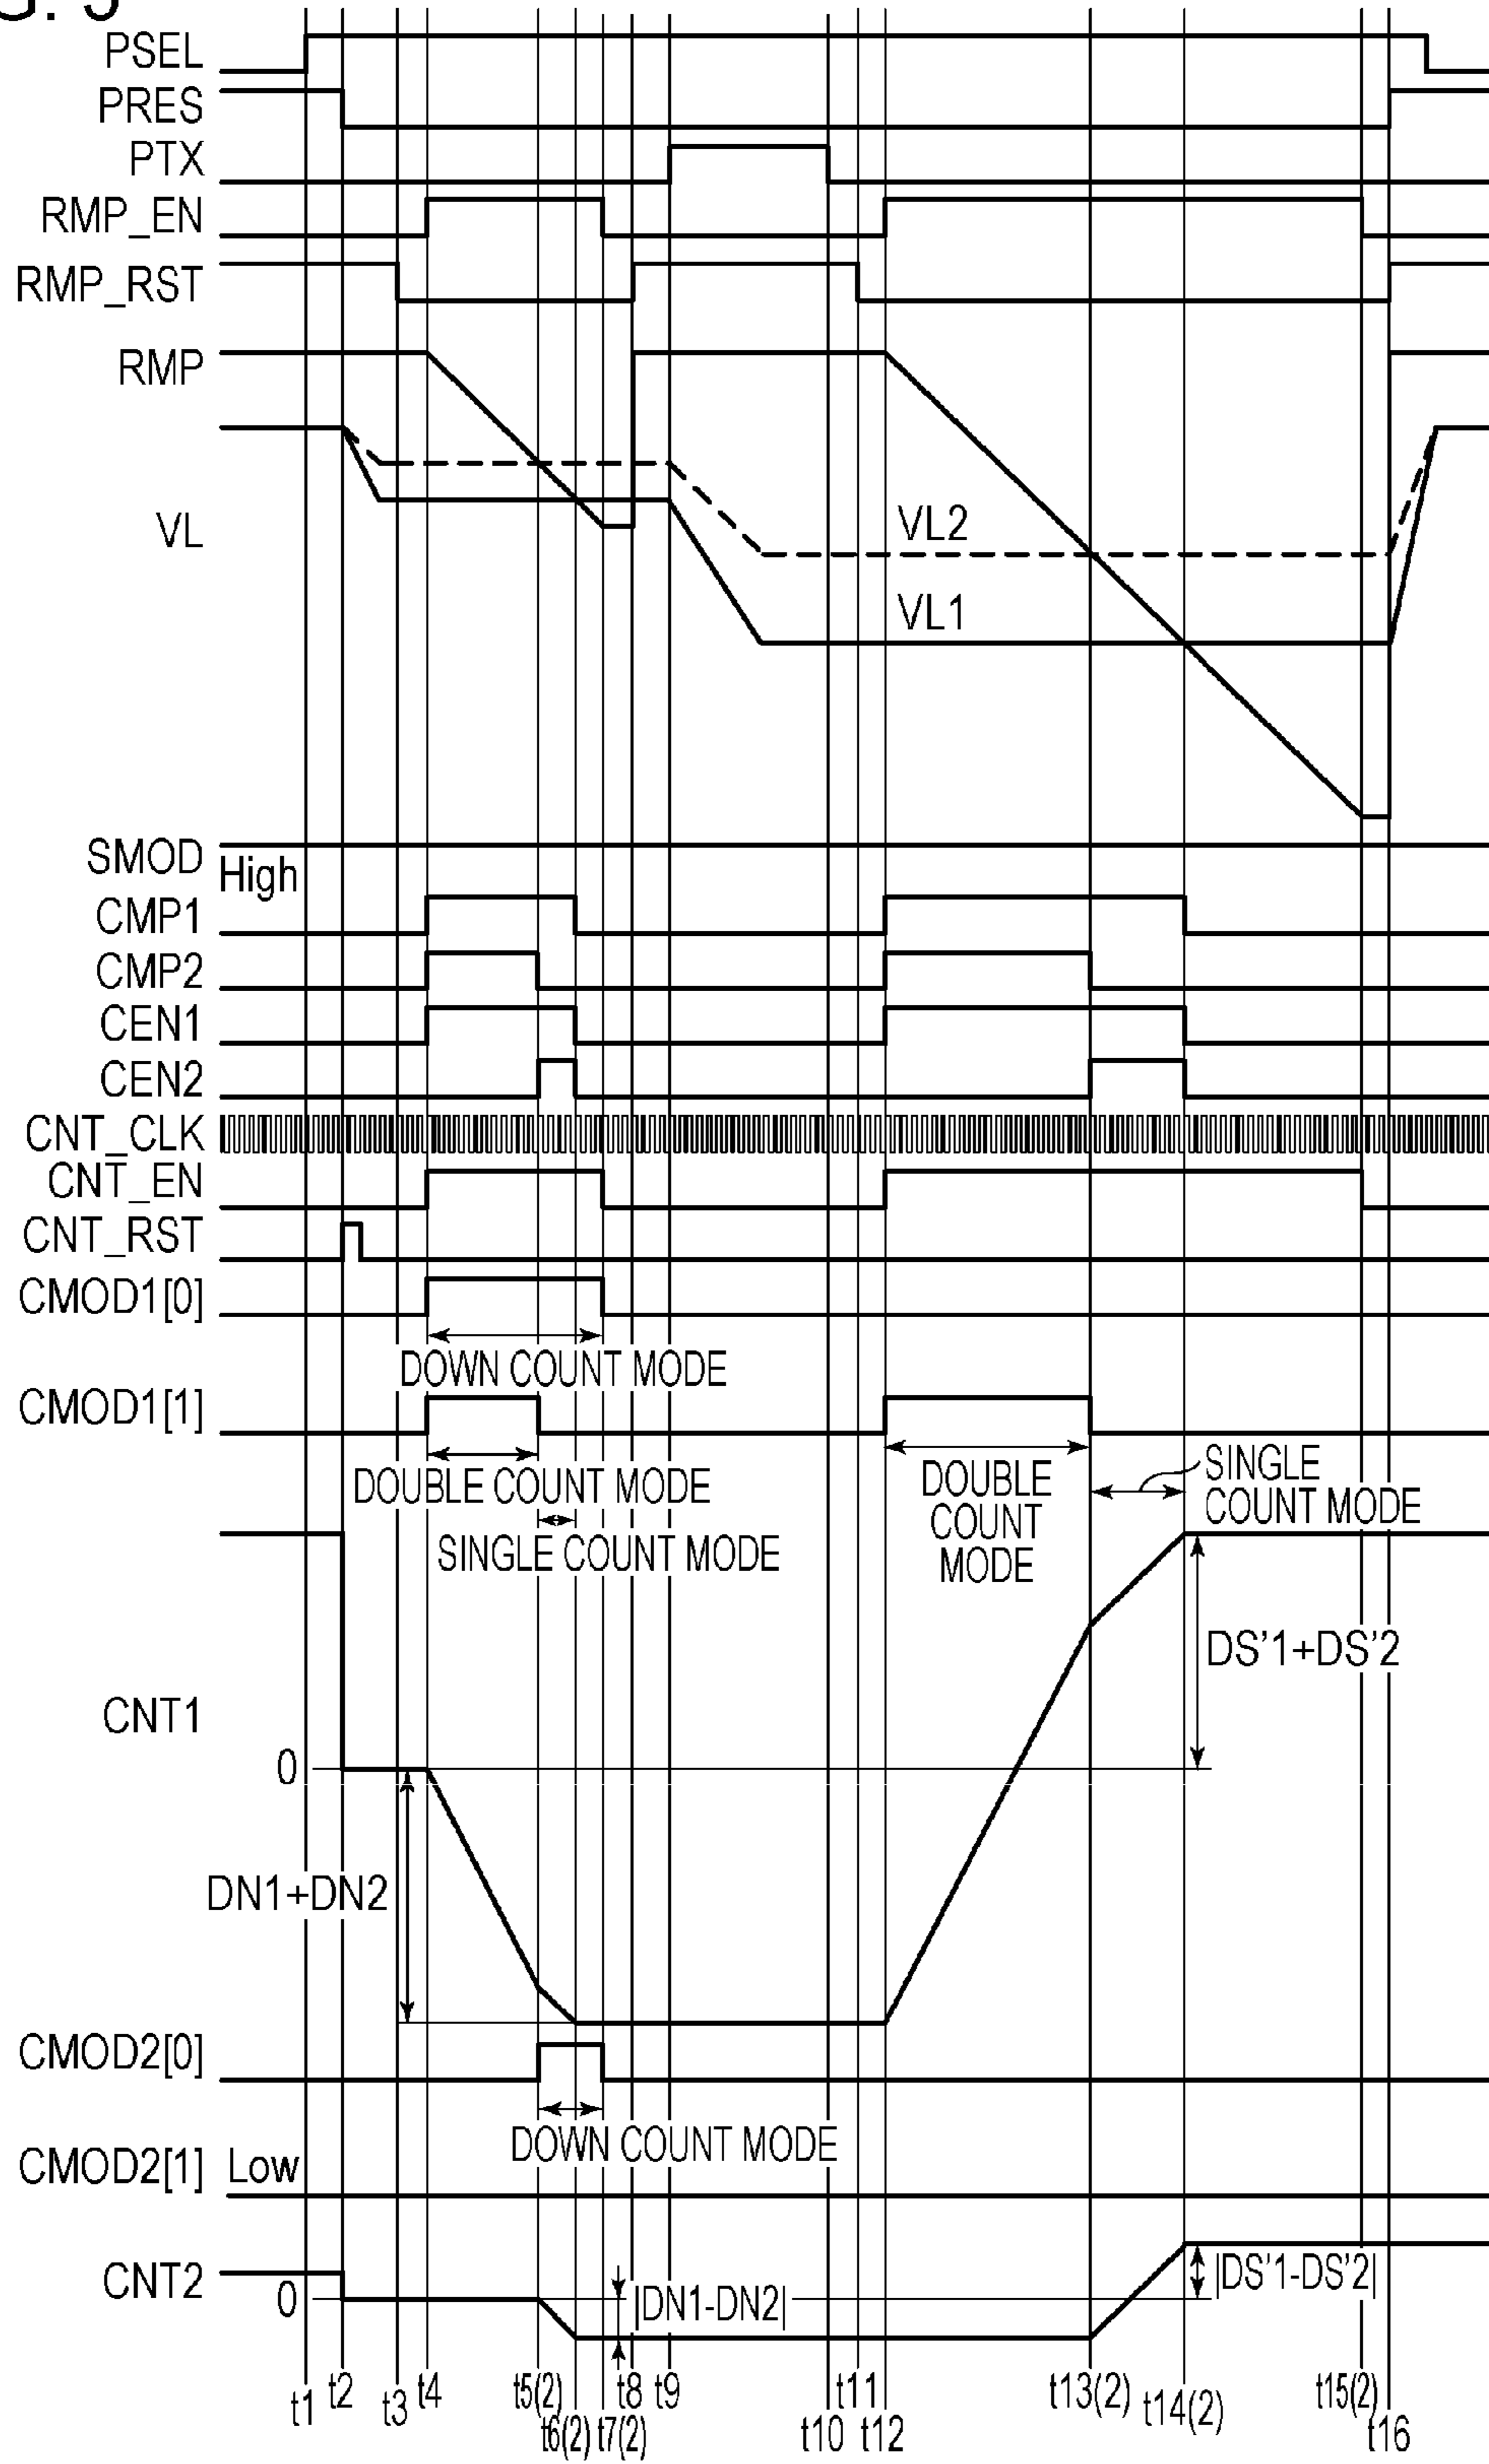 PSEL
PRES
PTX
RMP_EN
RMP_RST
RMP
VL
VL2
VL1
SMOD
High
CMP1
CMP2
CEN1
CEN2
CNT_CLK
CNT_EN
CNT_RST
CMOD1[0]
DOWN COUNT MODE
CMOD1[1]
DOUBLE COUNT MODE
SINGLE COUNT MODE
DOUBLE
COUNT
MODE
SINGLE
COUNT MODE
CNT1
0
DS'1+DS'2
DN1+DN2
CMOD2[0]
DOWN COUNT MODE
CMOD2[1]
Low
CNT2
0
|DN1-DN2|
|DS'1-DS'2|
t1 t2 t3 t4 t5(2) t6(2) t7(2) t8 t9 t10 t11 t12 t13(2) t14(2) t15(2) t16